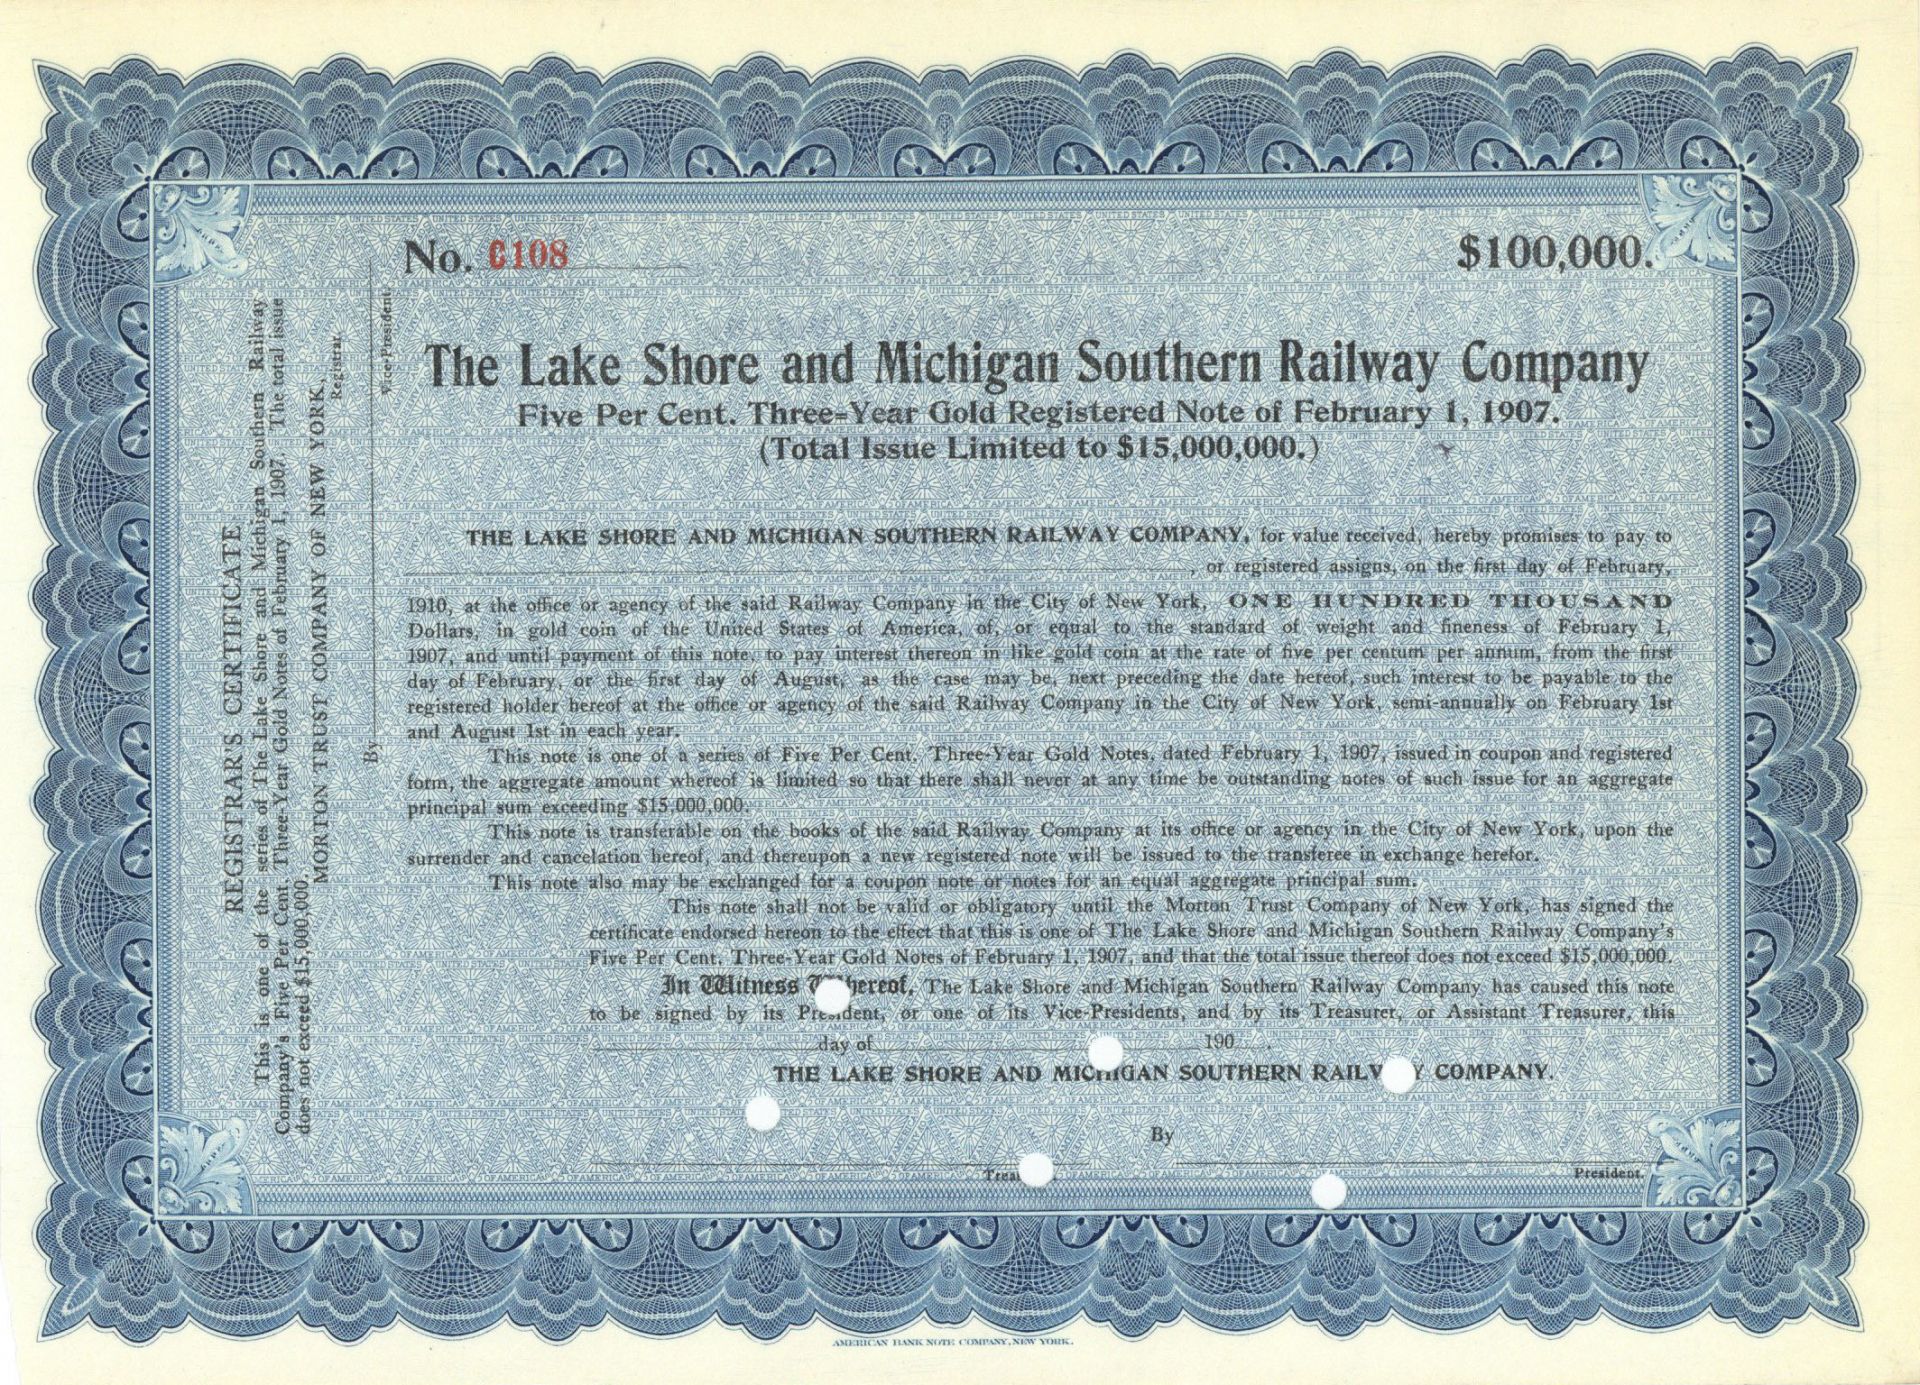 No. C108
$100,000.
The Lake Shore and Michigan Southern Railway Company
Five Per Cent. Three=Year Gold Registered Note of February 1, 1907.
(Total Issue Limited to $15,000,000.)
THE LAKE SHORE AND MICHIGAN SOUTHERN RAILWAY COMPANY, for value received, hereby promises to pay to
, or registered assigns, on the first day of February,
1910, at the office or agency of the said Railway Company in the City of New York, ONE HUNDRED THOUSAND
Dollars, in gold coin of the United States of America, of, or equal to the standard of weight and fineness of February 1,
1907, and until payment of this note, to pay interest thereon in like gold coin at the rate of five per centum per annum, from the first
day of February, or the first day of August, as the case may be, next preceding the date hereof, such interest to be payable to the
registered holder hereof at the office or agency of the said Railway Company in the City of New York, semi-annually on February 1st
and August 1st in each year.
This note is one of a series of Five Per Cent. Three-Year Gold Notes, dated February 1, 1907, issued in coupon and registered
form, the aggregate amount whereof is limited so that there shall never at any time be outstanding notes of such issue for an aggregate
principal sum exceeding $15,000,000.
This note is transferable on the books of the said Railway Company at its office or agency in the City of New York, upon the
surrender and cancelation hereof, and thereupon a new registered note will be issued to the transferee in exchange herefor.
This note also may be exchanged for a coupon note or notes for an equal aggregate principal sum.
This note shall not be valid or obligatory until the Morton Trust Company of New York, has signed the
certificate endorsed hereon to the effect that this is one of The Lake Shore and Michigan Southern Railway Company's
Five Per Cent. Three-Year Gold Notes of February 1, 1907, and that the total issue thereof does not exceed $15,000,000.
In Witness Whereof, The Lake Shore and Michigan Southern Railway Company has caused this note
to be signed by its President, or one of its Vice-Presidents, and by its Treasurer, or Assistant Treasurer, this
day of 190 .
THE LAKE SHORE AND MICHIGAN SOUTHERN RAILWAY COMPANY.
By
Treasurer.
President.
REGISTRAR'S CERTIFICATE.
This is one of the series of The Lake Shore and Michigan Southern Railway
Company's Five Per Cent. Three-Year Gold Notes of February 1, 1907. The total issue
does not exceed $15,000,000.
MORTON TRUST COMPANY OF NEW YORK,
Registrar.
By
Vice-President.
AMERICAN BANK NOTE COMPANY, NEW YORK.